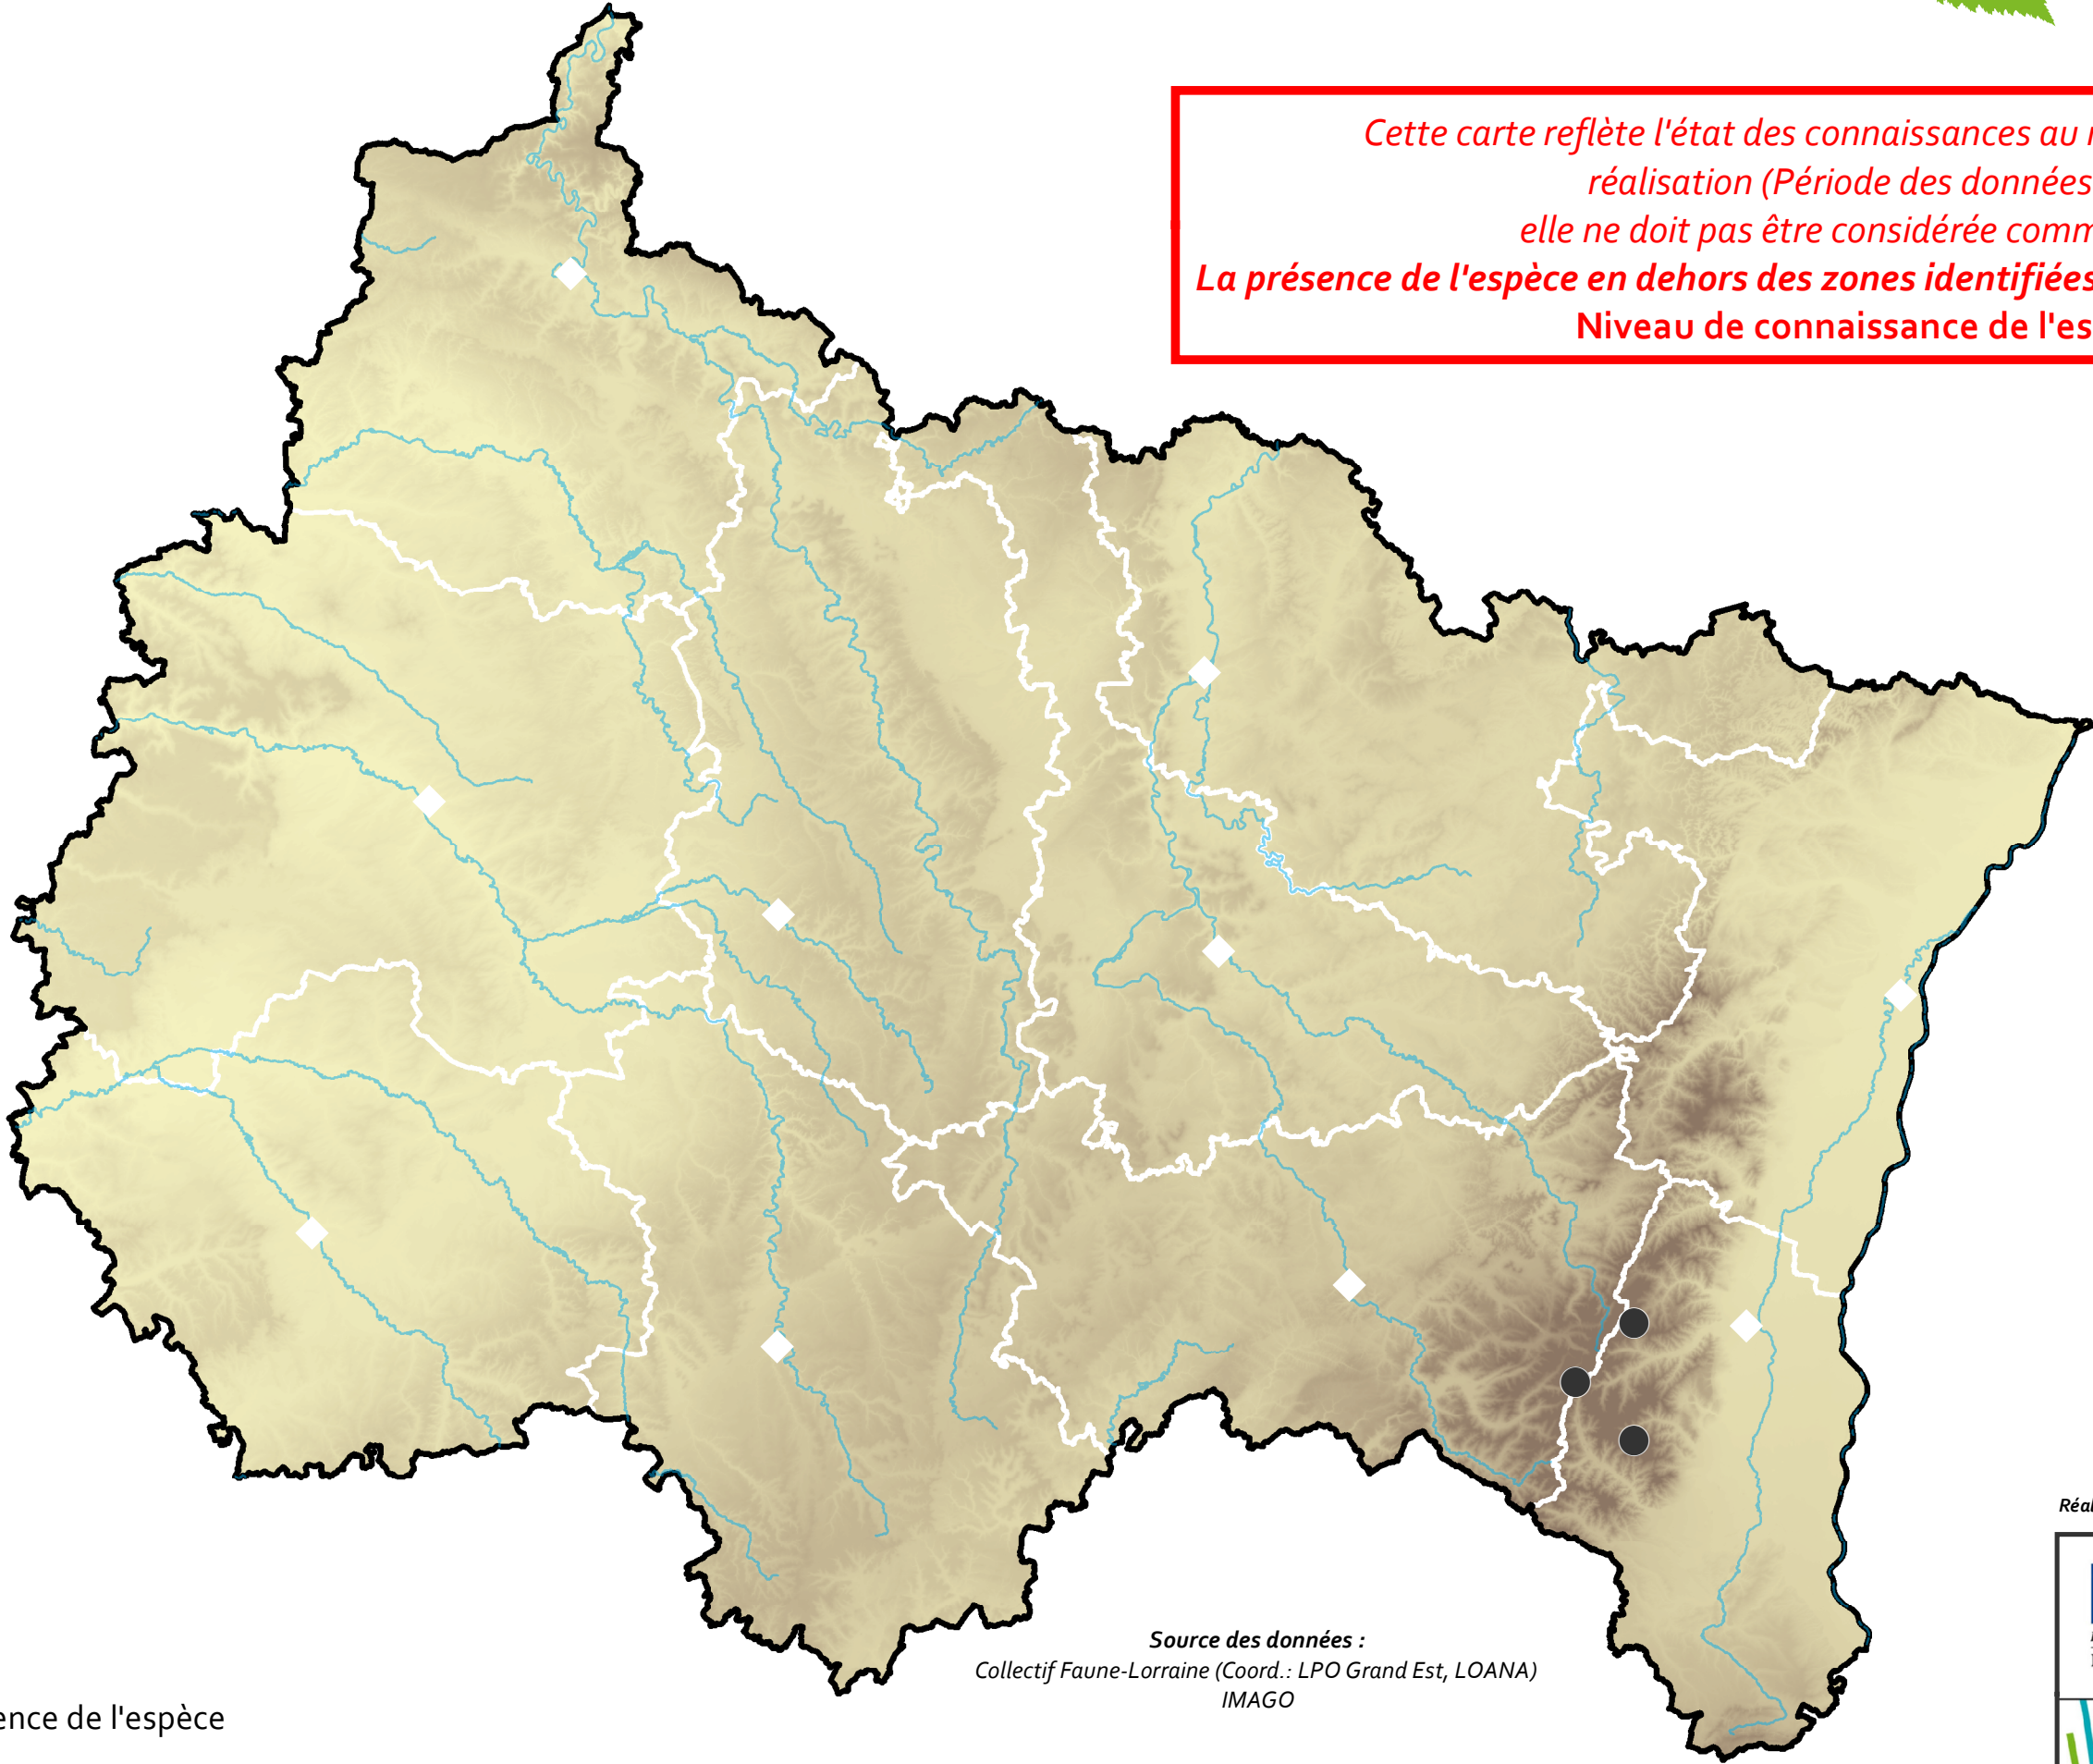 Cette carte reflète l'état des connaissances au
réalisation (Période des données
elle ne doit pas être considérée comm
La présence de l'espèce en dehors des zones identifiées
Niveau de connaissance de l'es
Réal
Source des données :
Collectif Faune-Lorraine (Coord.: LPO Grand Est, LOANA)
IMAGO
ence de l'espèce